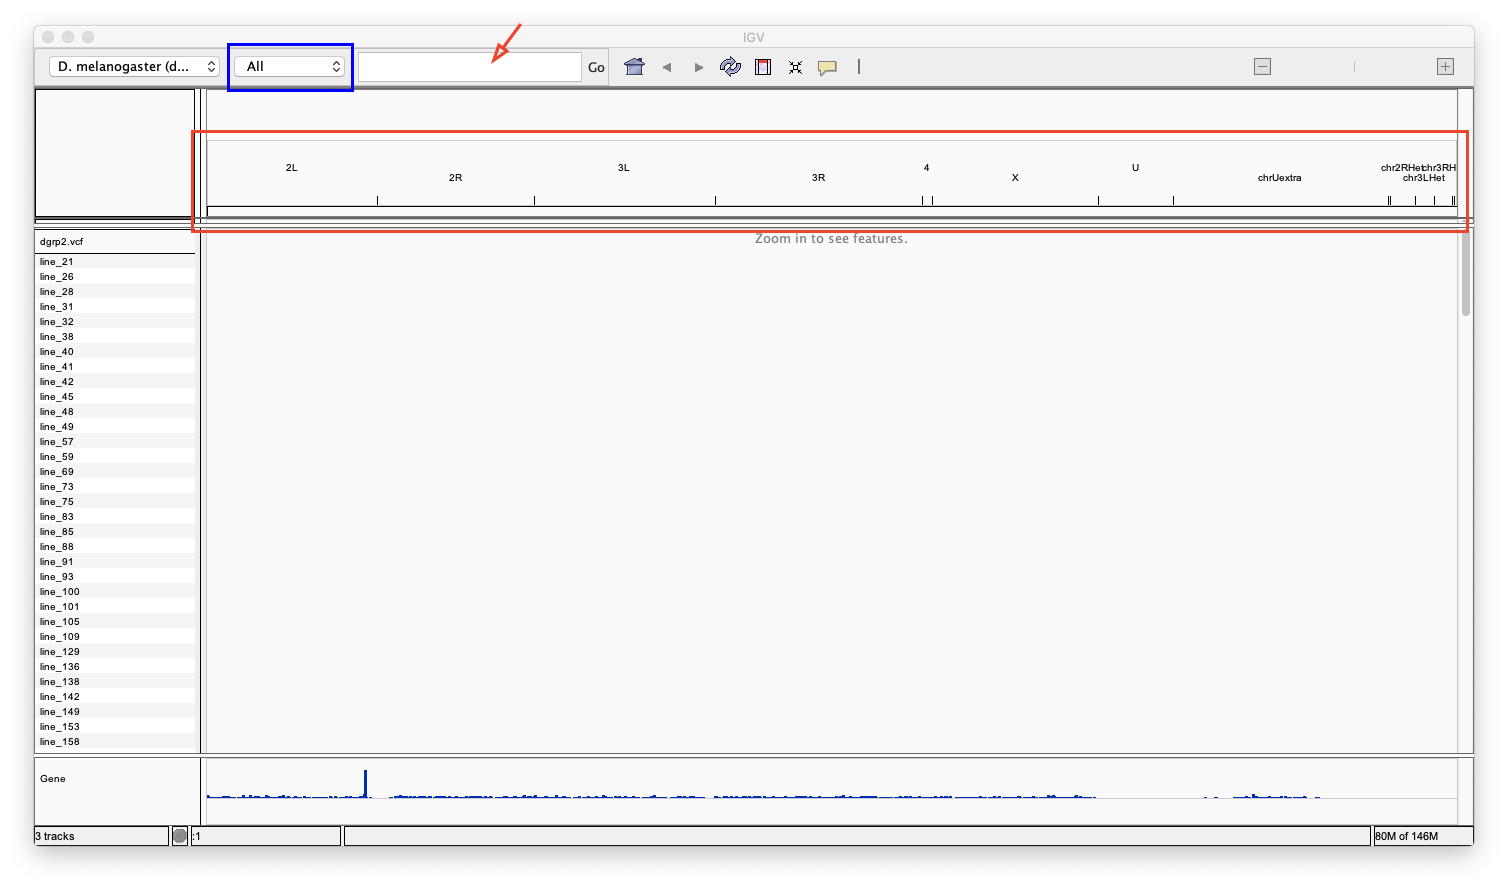 IGV
D. melanogaster (d...
All
Go
2L
2R
3L
3R
4
X
U
chrUextra
chr2RHet
chr3RH
chr3LHet
dgrp2.vcf
Zoom in to see features.
line_21
line_26
line_28
line_31
line_32
line_38
line_40
line_41
line_42
line_45
line_48
line_49
line_57
line_59
line_69
line_73
line_75
line_83
line_85
line_88
line_91
line_93
line_100
line_101
line_105
line_109
line_129
line_136
line_138
line_142
line_149
line_153
line_158
Gene
3 tracks
:1
80M of 146M